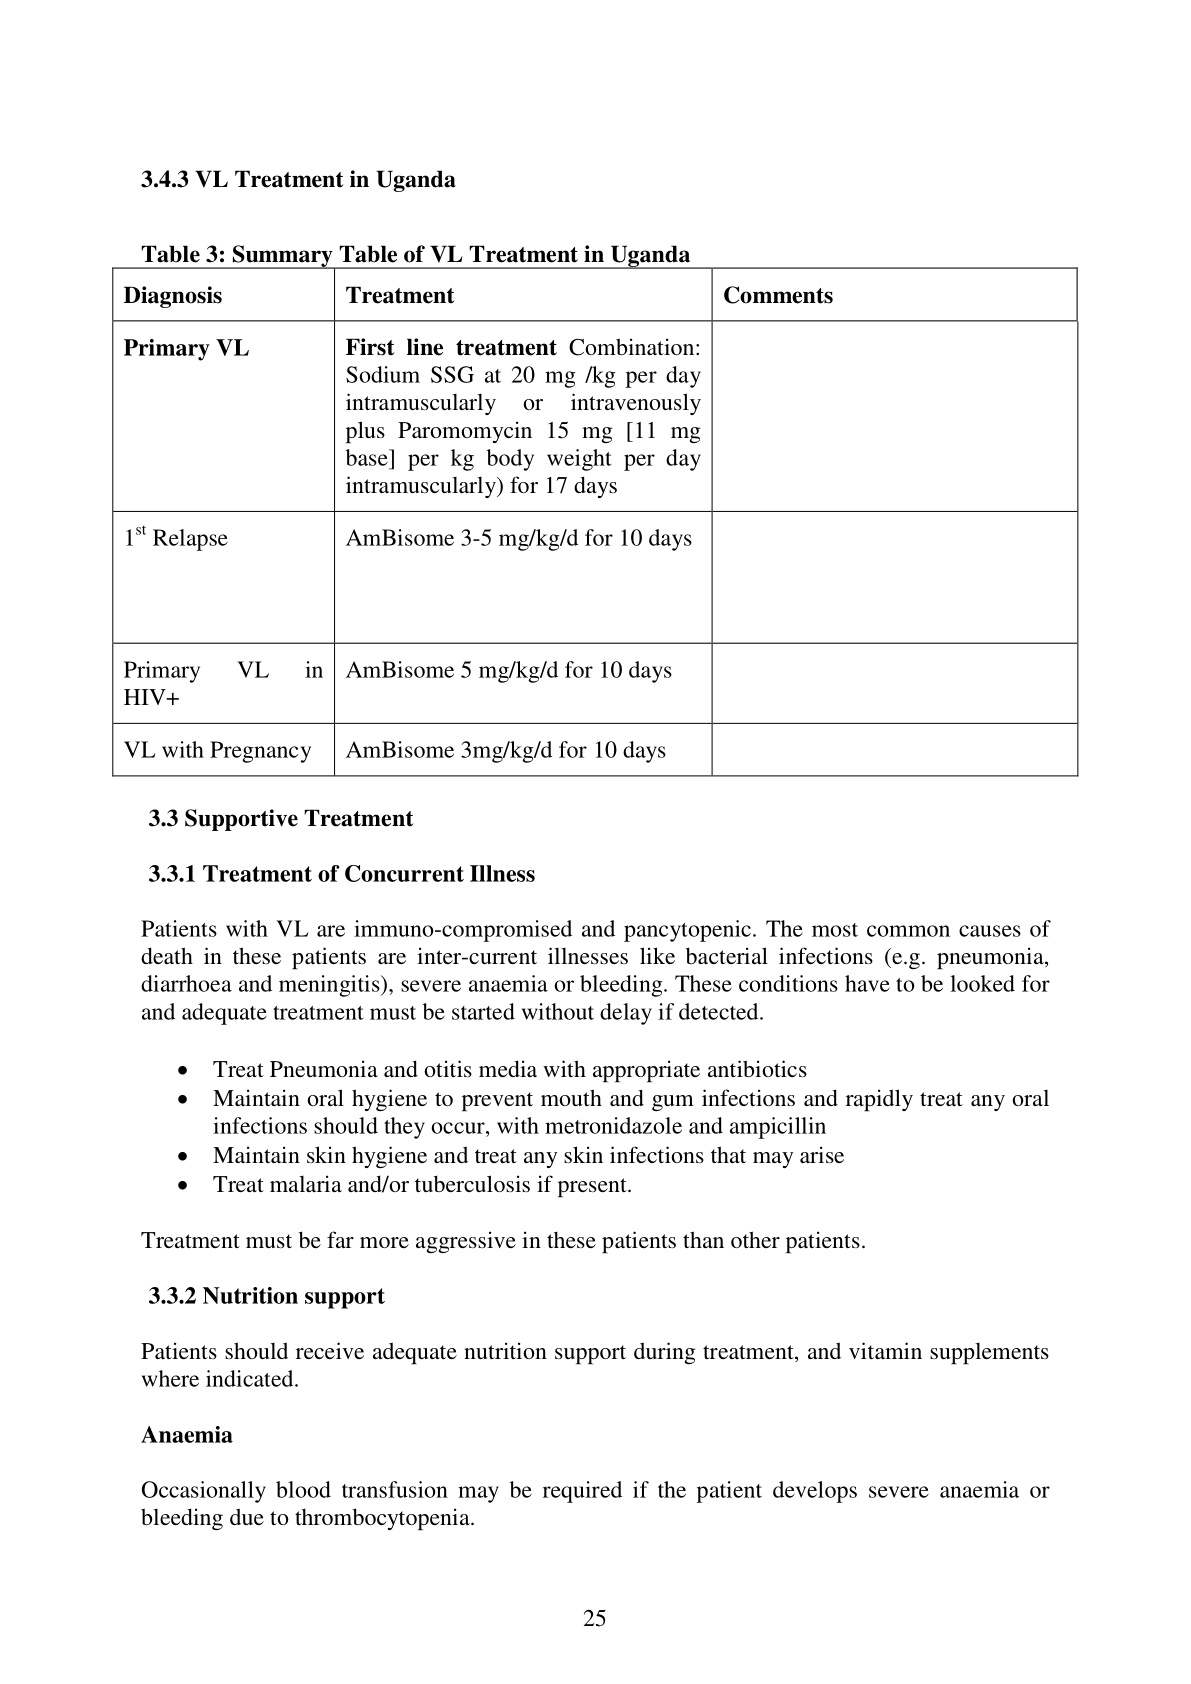 3.4.3 VL Treatment in Uganda
Table 3: Summary Table of VL Treatment in Uganda
Diagnosis Treatment Comments
Primary VL
First line treatment Combination:
Sodium SSG at 20 mg /kg per day
intramuscularly or intravenously
plus Paromomycin 15 mg [11 mg
base] per kg body weight per day
intramuscularly) for 17 days
1st Relapse
AmBisome 3-5 mg/kg/d for 10 days
Primary VL in
HIV+
AmBisome 5 mg/kg/d for 10 days
VL with Pregnancy
AmBisome 3mg/kg/d for 10 days
3.3 Supportive Treatment
3.3.1 Treatment of Concurrent Illness
Patients with VL are immuno-compromised and pancytopenic. The most common causes of
death in these patients are inter-current illnesses like bacterial infections (e.g. pneumonia,
diarrhoea and meningitis), severe anaemia or bleeding. These conditions have to be looked for
and adequate treatment must be started without delay if detected.
• Treat Pneumonia and otitis media with appropriate antibiotics
• Maintain oral hygiene to prevent mouth and gum infections and rapidly treat any oral
infections should they occur, with metronidazole and ampicillin
• Maintain skin hygiene and treat any skin infections that may arise
• Treat malaria and/or tuberculosis if present.
Treatment must be far more aggressive in these patients than other patients.
3.3.2 Nutrition support
Patients should receive adequate nutrition support during treatment, and vitamin supplements
where indicated.
Anaemia
Occasionally blood transfusion may be required if the patient develops severe anaemia or
bleeding due to thrombocytopenia.
25